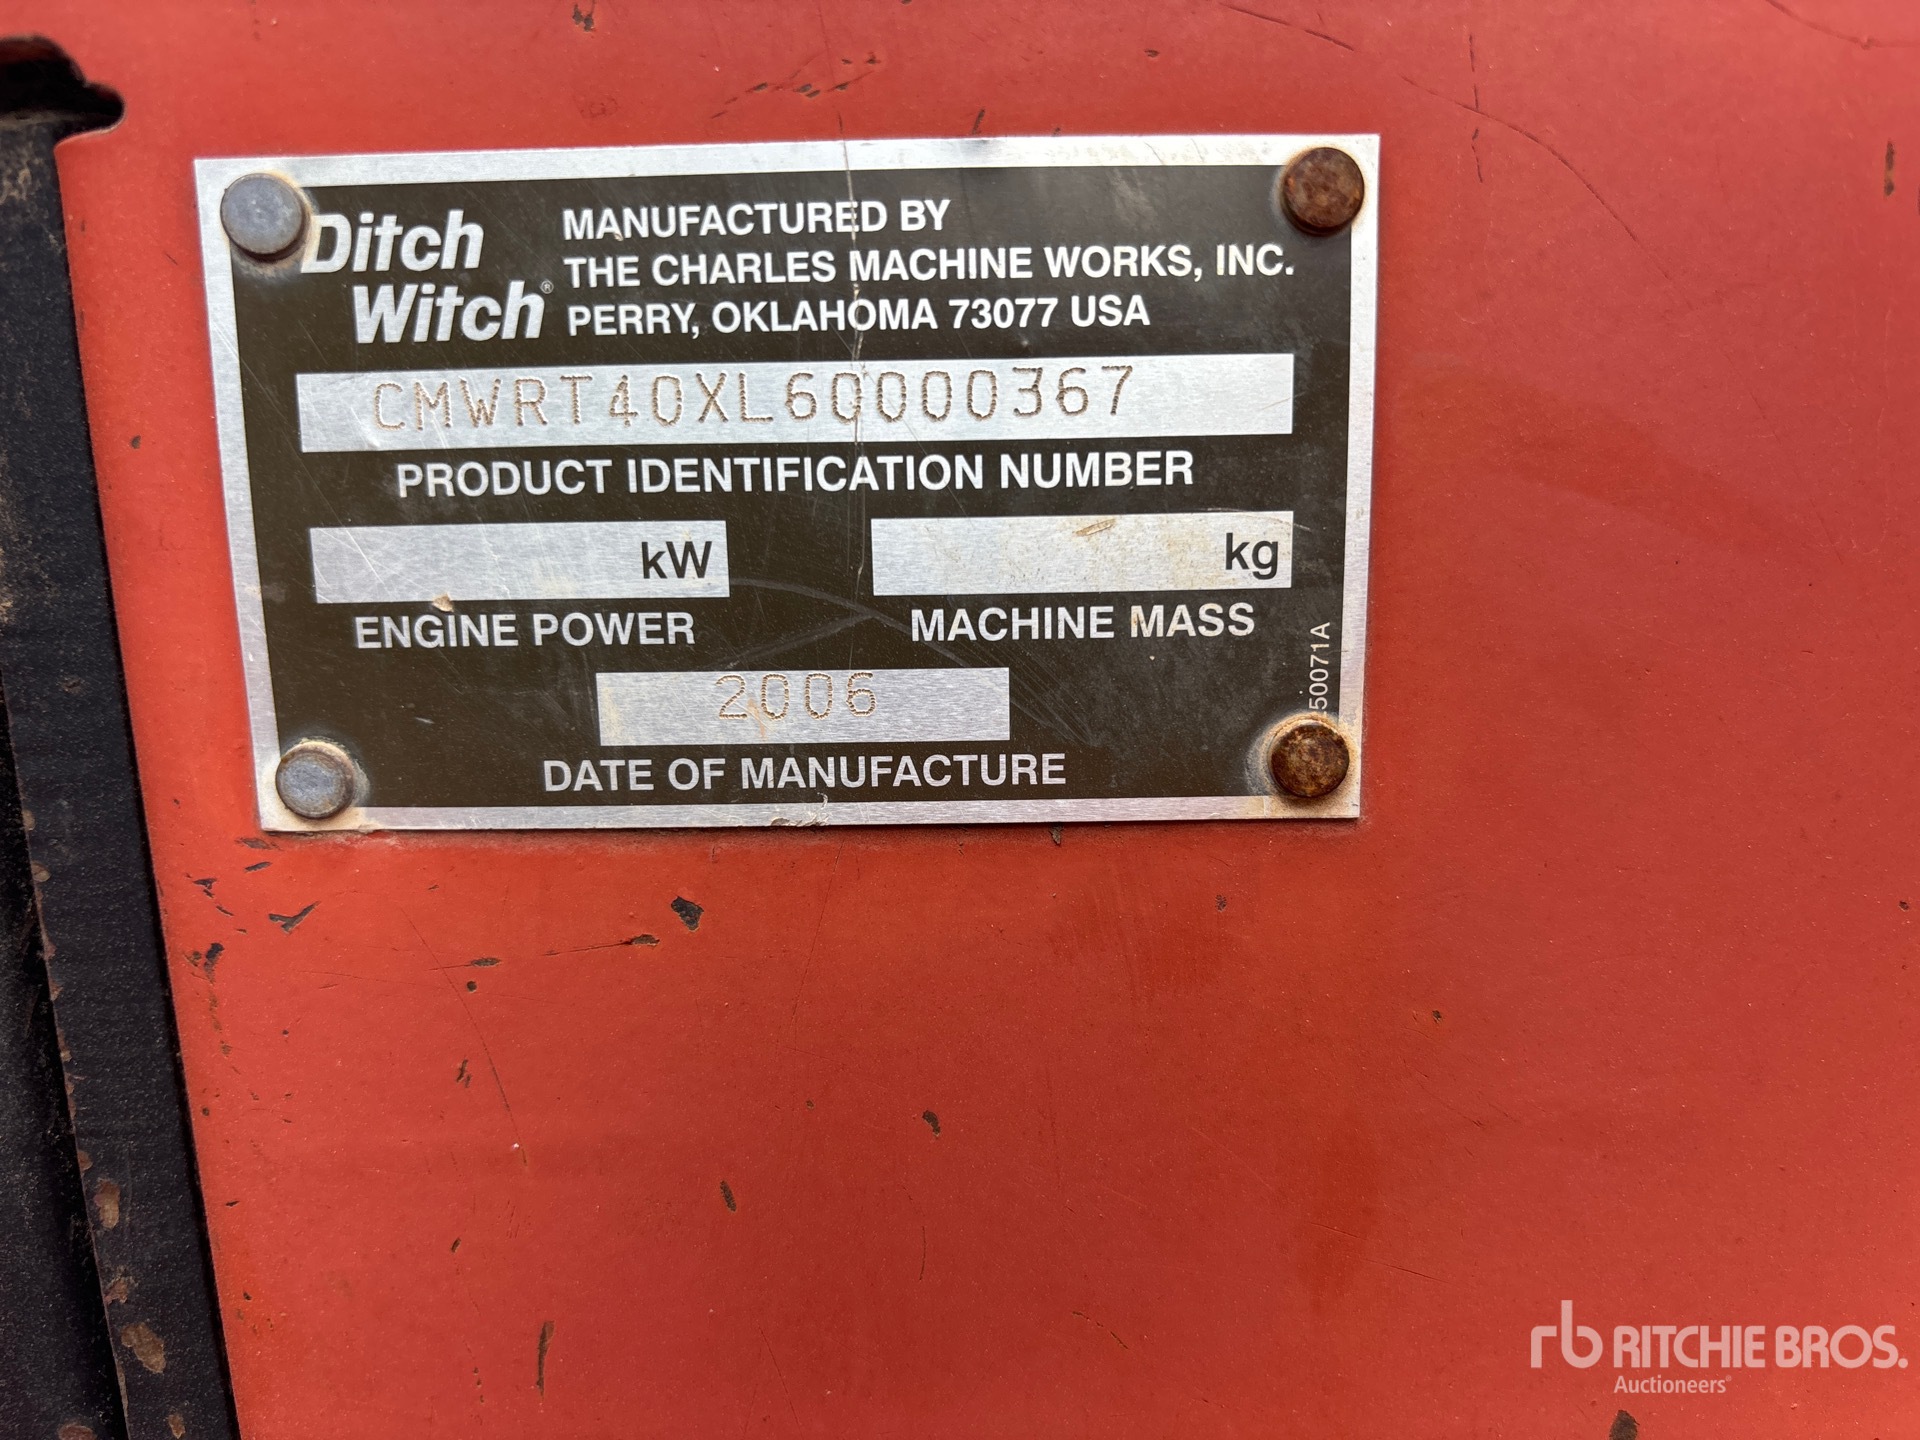 Ditch
Witch®
MANUFACTURED BY
THE CHARLES MACHINE WORKS, INC.
PERRY, OKLAHOMA 73077 USA
CMWRT40XL60000367
PRODUCT IDENTIFICATION NUMBER
kW
ENGINE POWER
kg
MACHINE MASS
2006
DATE OF MANUFACTURE
50071A
rb RITCHIE BROS.
Auctioneers